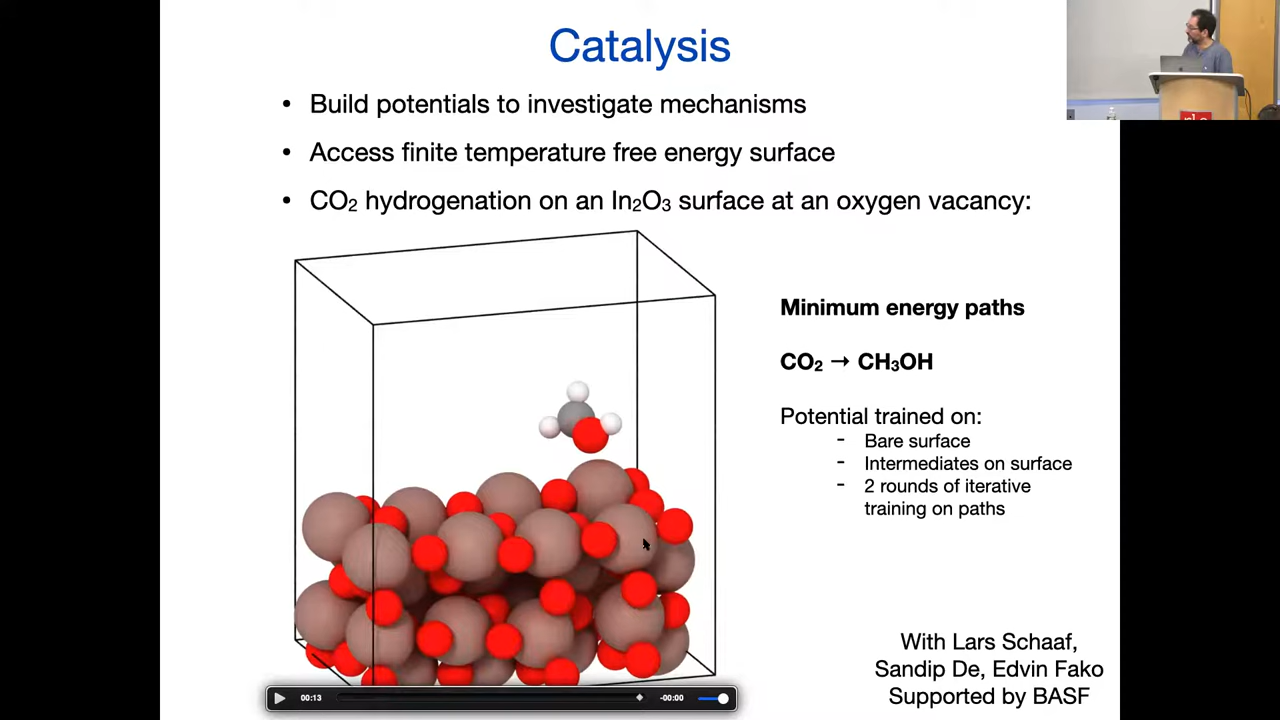 Catalysis
• Build potentials to investigate mechanisms
• Access finite temperature free energy surface
• CO₂ hydrogenation on an In₂O₃ surface at an oxygen vacancy:
Minimum energy paths
CO₂ → CH₃OH
Potential trained on:
- Bare surface
- Intermediates on surface
- 2 rounds of iterative
training on paths
With Lars Schaaf,
Sandip De, Edvin Fako
Supported by BASF
00:13
-00:00